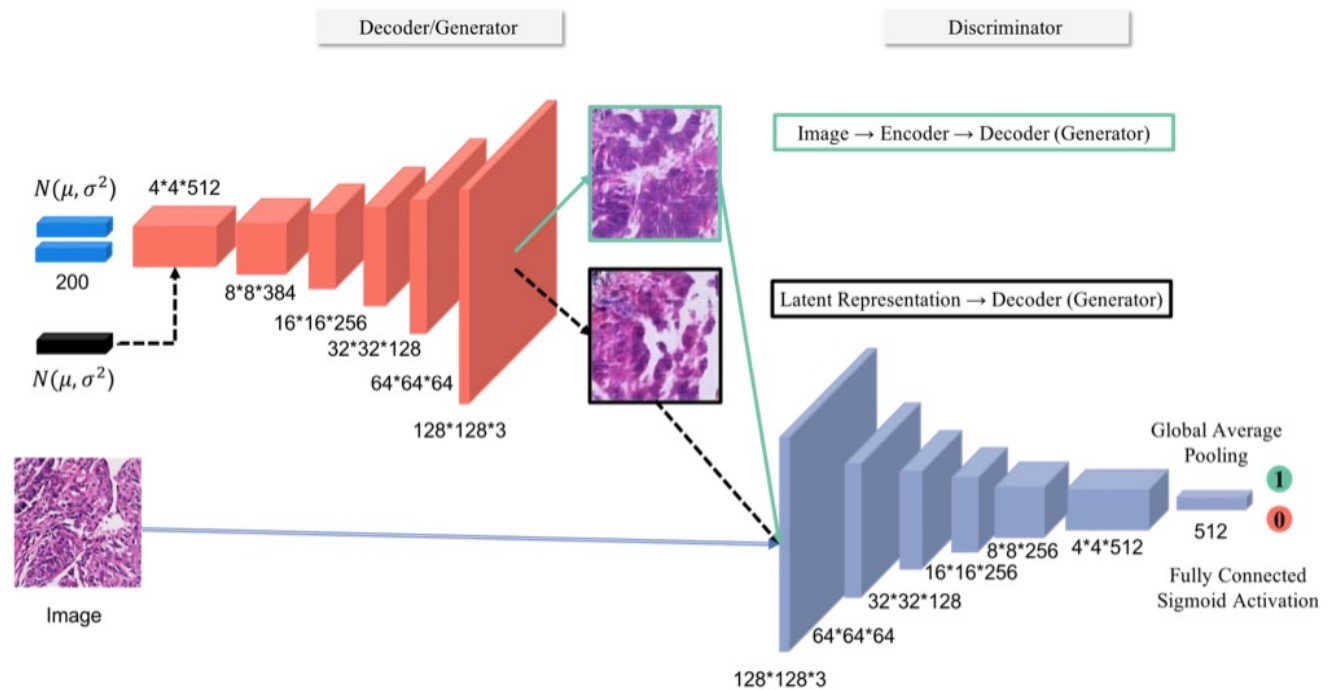 Decoder/Generator
Discriminator
Image → Encoder → Decoder (Generator)
N(μ, σ²)
4*4*512
200
8*8*384
16*16*256
32*32*128
64*64*64
128*128*3
N(μ, σ²)
Latent Representation → Decoder (Generator)
Image
128*128*3
64*64*64
32*32*128
16*16*256
8*8*256
4*4*512
512
Global Average
Pooling
1
0
Fully Connected
Sigmoid Activation